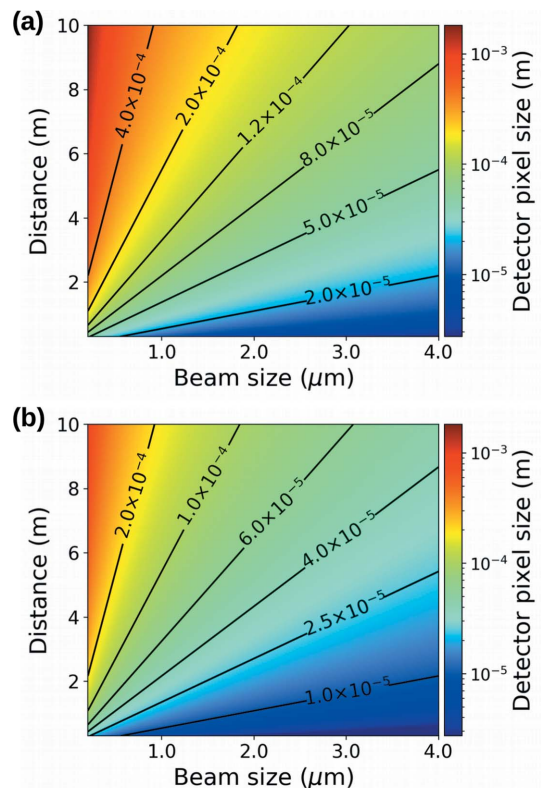 (a)
10
8
6
4
2
Distance (m)
4.0×10⁻⁴
2.0×10⁻⁴
1.2×10⁻⁴
8.0×10⁻⁵
5.0×10⁻⁵
2.0×10⁻⁵
1.0 2.0 3.0 4.0
Beam size (μm)
10⁻³
10⁻⁴
10⁻⁵
Detector pixel size (m)
(b)
10
8
6
4
2
Distance (m)
2.0×10⁻⁴
1.0×10⁻⁴
6.0×10⁻⁵
4.0×10⁻⁵
2.5×10⁻⁵
1.0×10⁻⁵
1.0 2.0 3.0 4.0
Beam size (μm)
10⁻³
10⁻⁴
10⁻⁵
Detector pixel size (m)